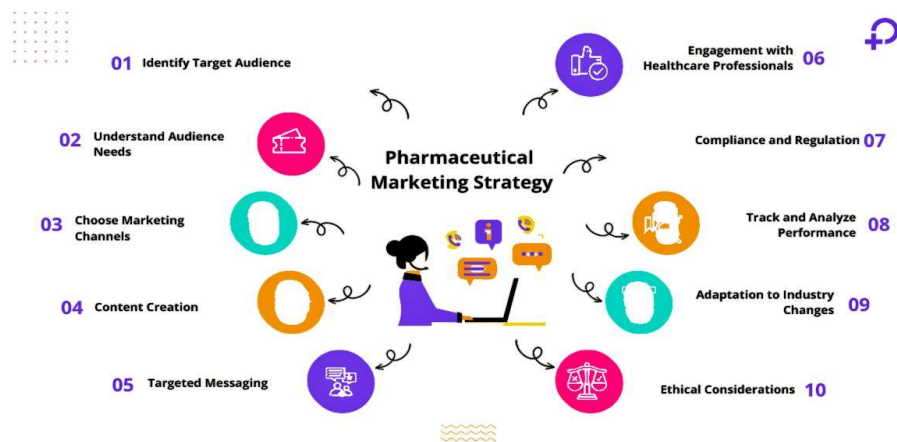 Pharmaceutical
Marketing Strategy
01 Identify Target Audience
02 Understand Audience
Needs
03 Choose Marketing
Channels
04 Content Creation
05 Targeted Messaging
Engagement with
Healthcare Professionals 06
Compliance and Regulation 07
Track and Analyze
Performance 08
Adaptation to Industry
Changes 09
Ethical Considerations 10